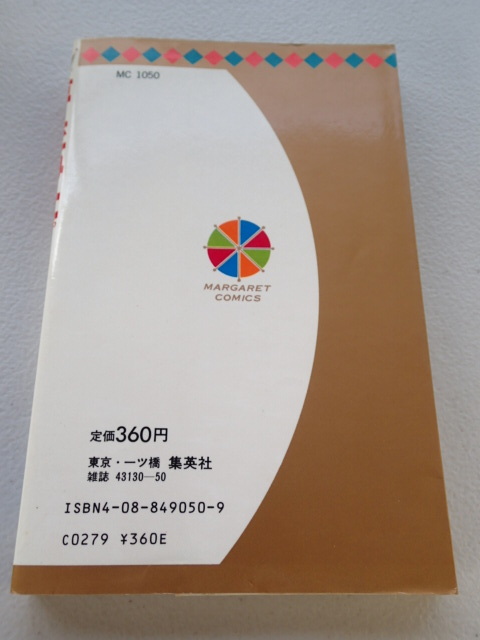 MC 1050
MARGARET
COMICS
定価360円
東京・一ツ橋 集英社
雑誌 43130—50
ISBN4-08-849050-9
C0279 ¥360E